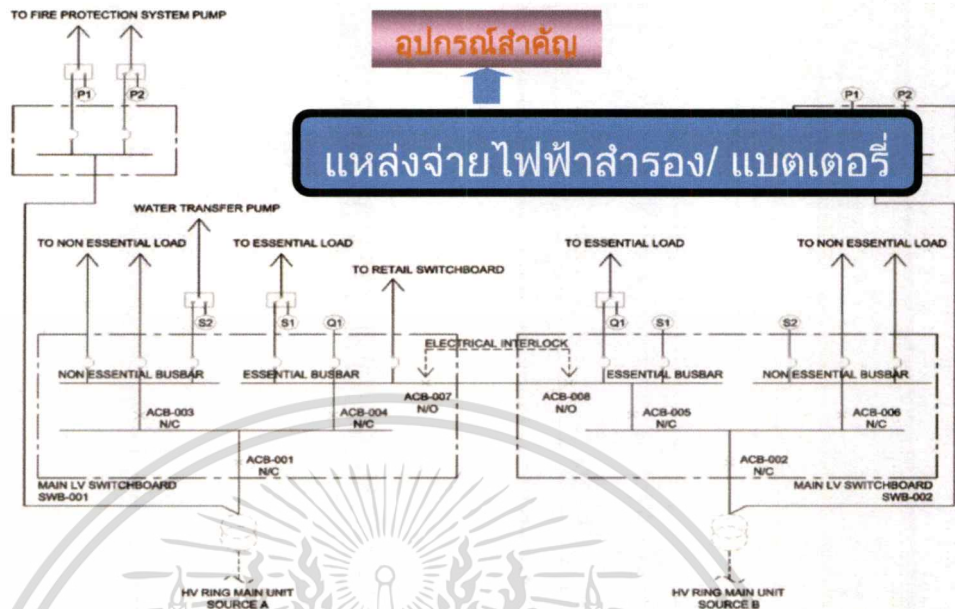 TO FIRE PROTECTION SYSTEM PUMP
อุปกรณ์สำคัญ
P1 P2
P1 P2
แหล่งจ่ายไฟฟ้าสำรอง/ แบตเตอรี่
WATER TRANSFER PUMP
TO NON ESSENTIAL LOAD
TO ESSENTIAL LOAD
TO RETAIL SWITCHBOARD
TO ESSENTIAL LOAD
TO NON ESSENTIAL LOAD
S2 S1 Q1
Q1 S1 S2
ELECTRICAL INTERLOCK
NON ESSENTIAL BUSBAR
ESSENTIAL BUSBAR
ESSENTIAL BUSBAR
NON ESSENTIAL BUSBAR
ACB-007
N/O
ACB-008
N/O
ACB-003
N/C
ACB-004
N/C
ACB-005
N/C
ACB-006
N/C
ACB-001
N/C
ACB-002
N/C
MAIN LV SWITCHBOARD
SWB-001
MAIN LV SWITCHBOARD
SWB-002
HV RING MAIN UNIT
SOURCE A
HV RING MAIN UNIT
SOURCE B